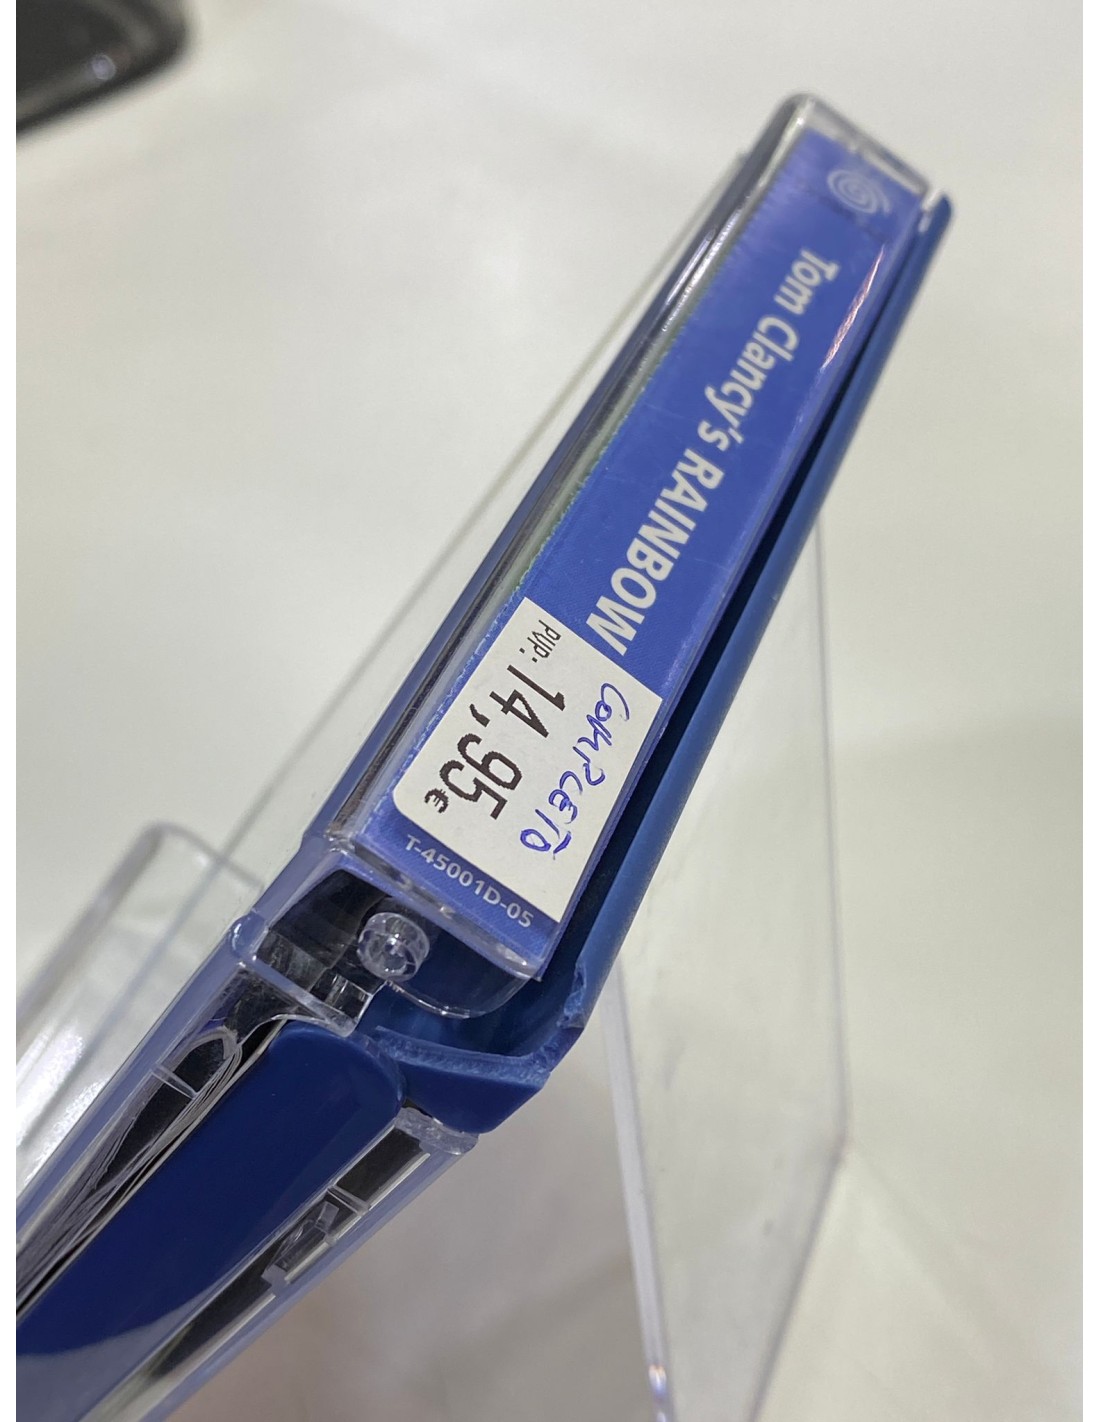 Tom Clancy's RAINBOW
COMPLETO
PVP: 14,95€
T-45001D-05